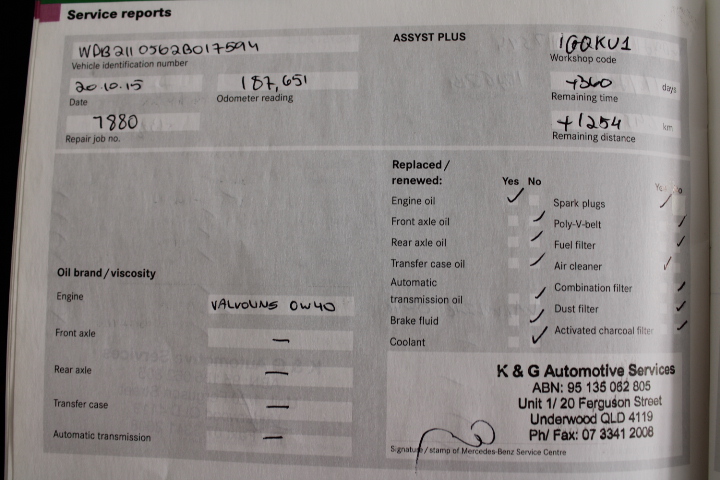 Service reports
WDB2110562B017594
Vehicle identification number
20.10.15 187,651
Date Odometer reading
7880
Repair job no.
ASSYST PLUS
1GQKU1
Workshop code
+360 days
Remaining time
+1254 km
Remaining distance
Replaced/
renewed: Yes No Yes No
Engine oil ✓ Spark plugs ✓
Front axle oil ✓ Poly-V-belt ✓
Rear axle oil ✓ Fuel filter ✓
Transfer case oil ✓ Air cleaner ✓
Automatic
transmission oil ✓ Combination filter ✓
Brake fluid ✓ Dust filter ✓
Coolant ✓ Activated charcoal filter ✓
Oil brand/viscosity
Engine VALVOLINS 0W40
Front axle —
Rear axle —
Transfer case —
Automatic transmission —
K & G Automotive Services
ABN: 95 135 062 805
Unit 1/ 20 Ferguson Street
Underwood QLD 4119
Ph/ Fax: 07 3341 2008
Signature/stamp of Mercedes-Benz Service Centre